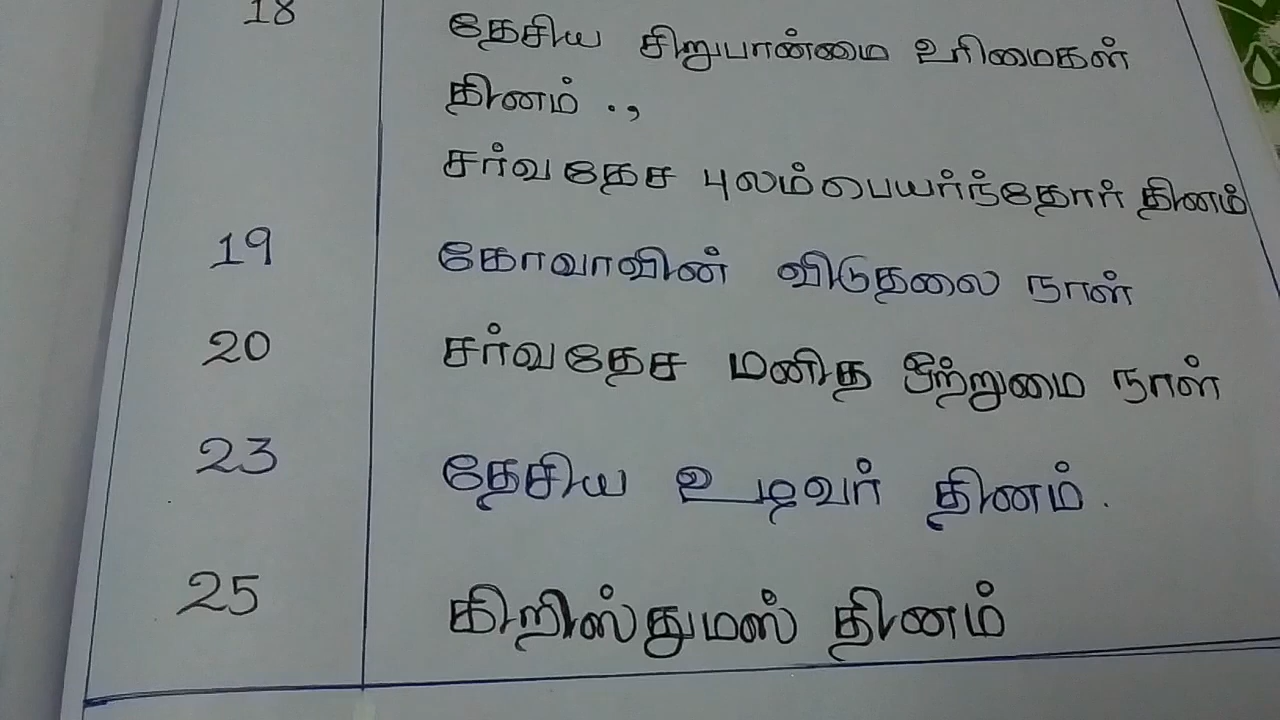 18 தேசிய சிறுபான்மை உரிமைகள்
தினம் .,
சர்வதேச புலம்பெயர்ந்தோர் தினம்
19 கோவாவின் விடுதலை நாள்
20 சர்வதேச மனித ஒற்றுமை நாள்
23 தேசிய உழவர் தினம் .
25 கிறிஸ்துமஸ் தினம்